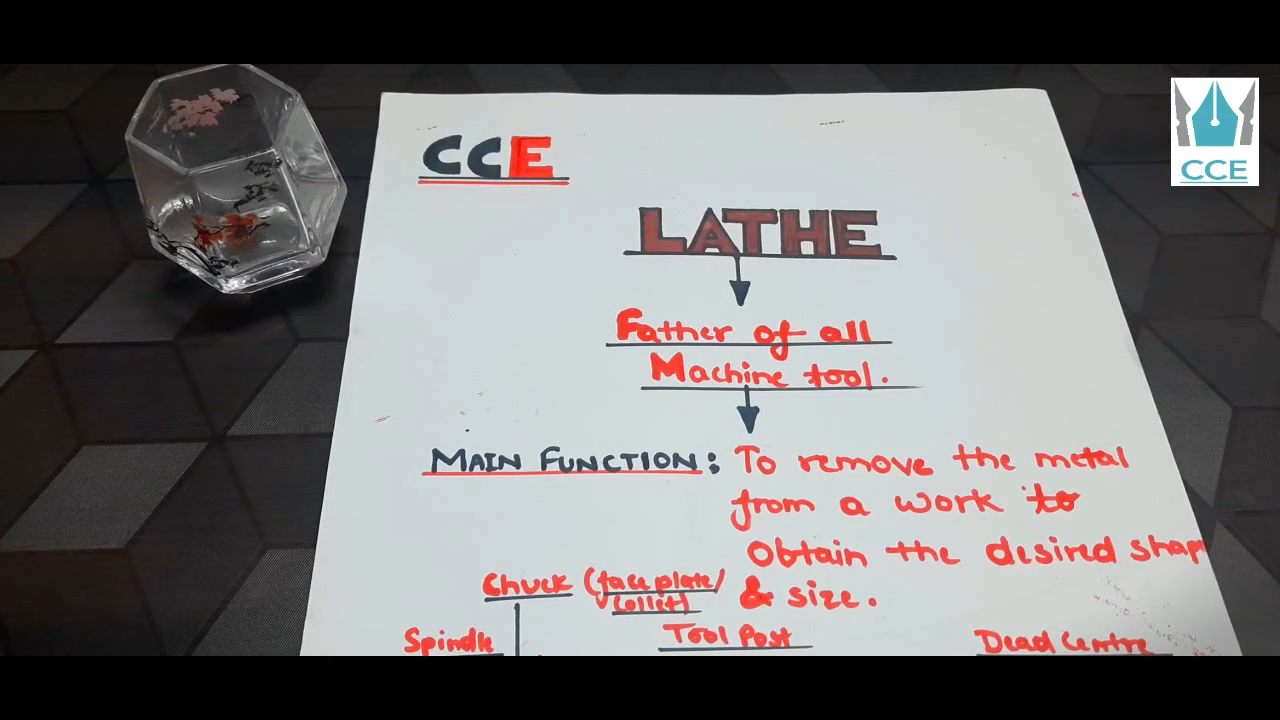 CCE
CCE
LATHE
Father of all
Machine tool.
MAIN FUNCTION: To remove the metal
from a work to
Obtain the desired shape
& size.
Chuck (face plate/
collet)
Tool Post
Dead Centre
Spindle